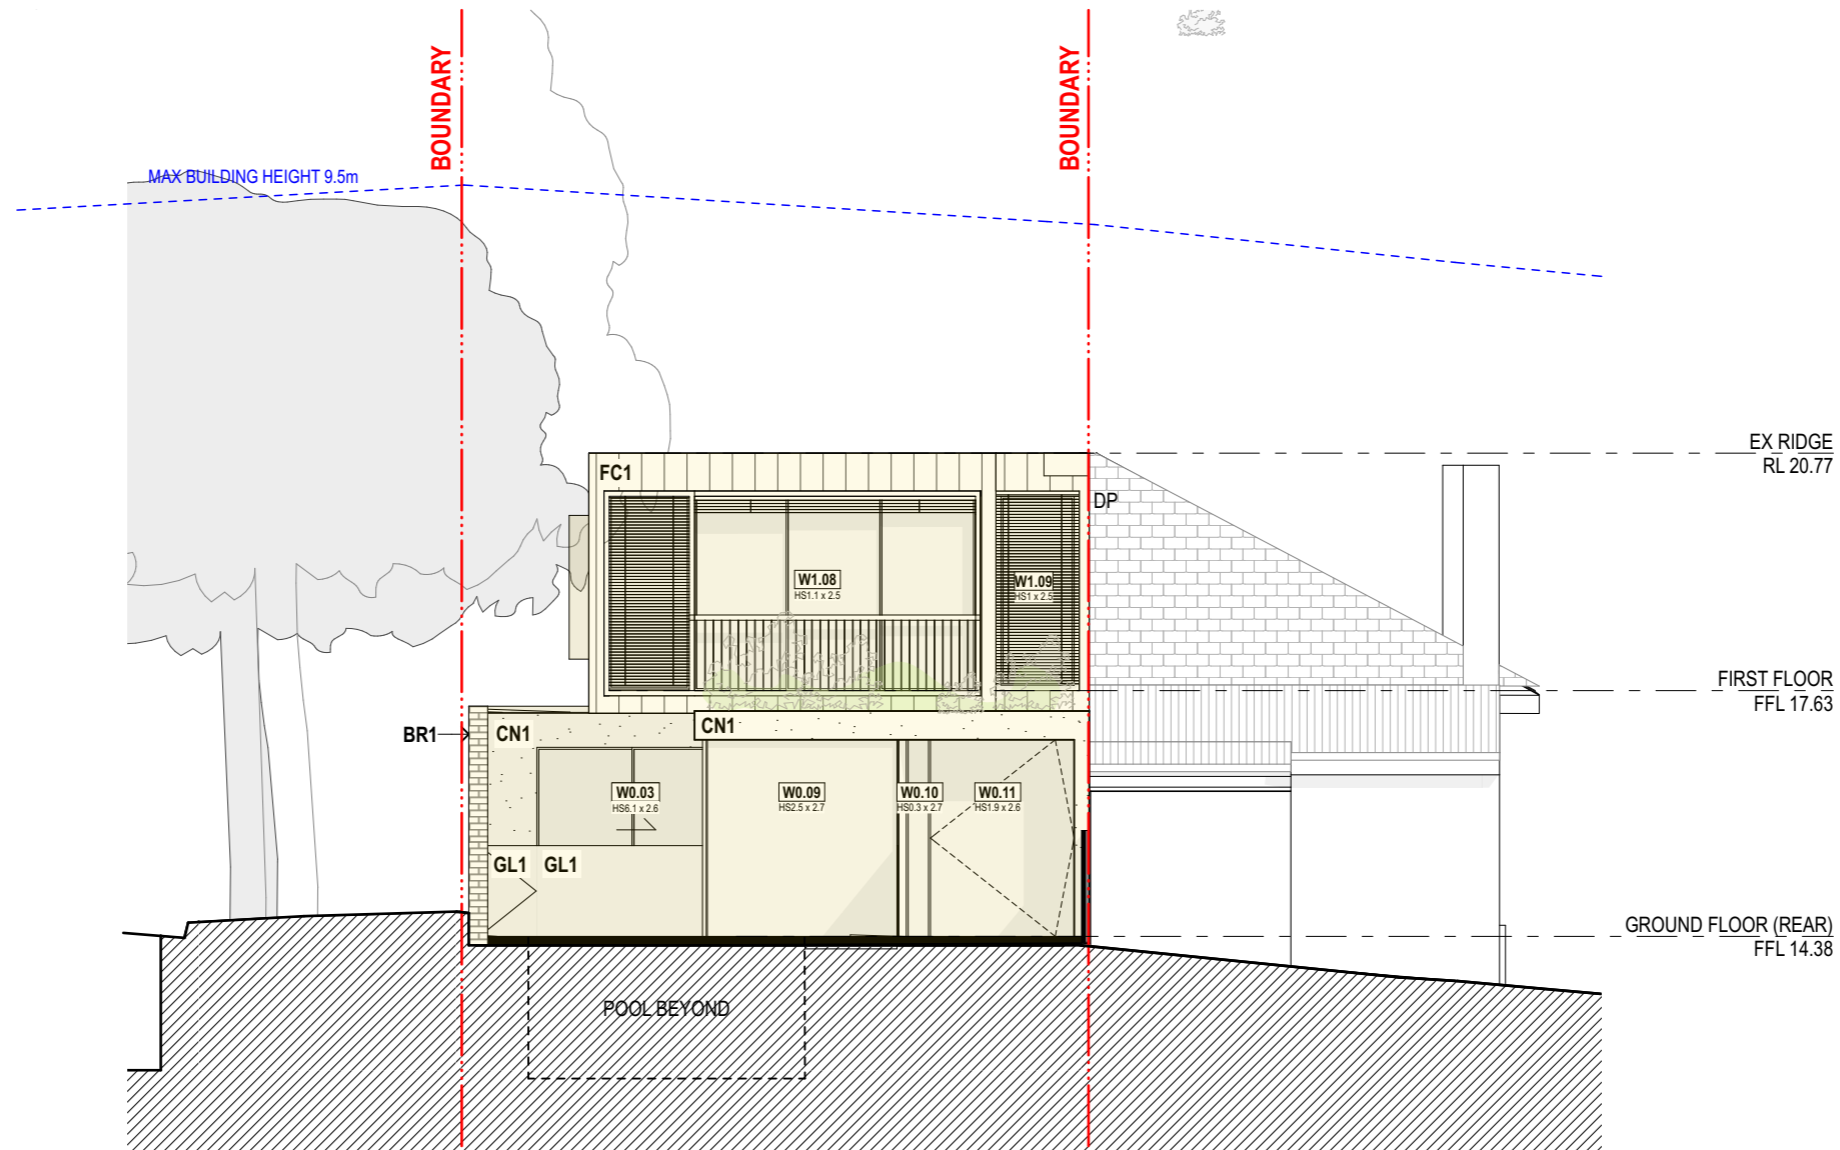 BOUNDARY
BOUNDARY
MAX BUILDING HEIGHT 9.5m
EX RIDGE
RL 20.77
FC1
DP
W1.08
HS1.1 x 2.5
W1.09
HS1 x 2.5
FIRST FLOOR
FFL 17.63
BR1
CN1
CN1
W0.03
HS6.1 x 2.6
W0.09
HS2.5 x 2.7
W0.10
HS0.3 x 2.7
W0.11
HS1.9 x 2.6
GL1
GL1
GROUND FLOOR (REAR)
FFL 14.38
POOL BEYOND